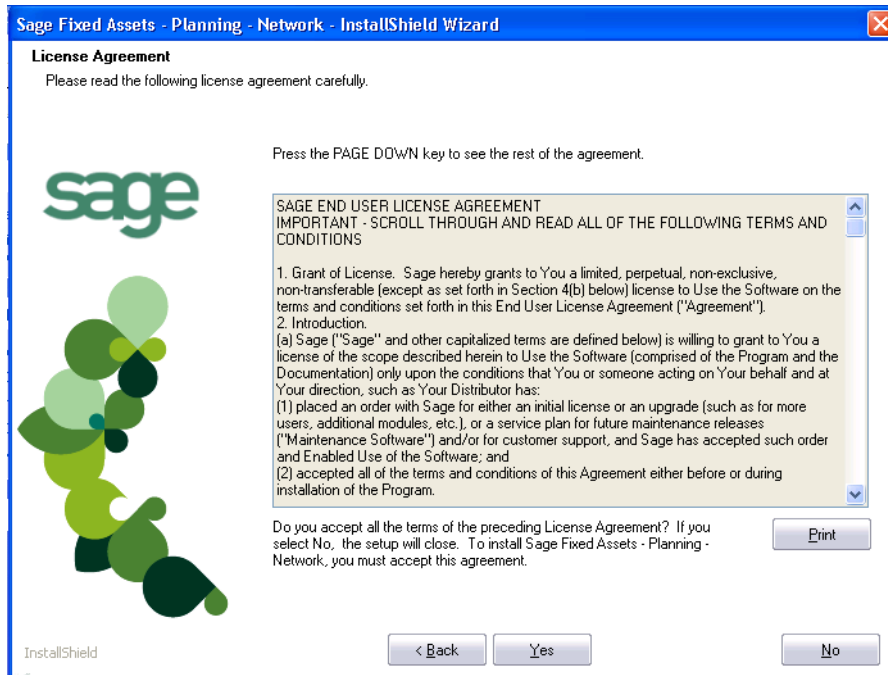 Sage Fixed Assets - Planning - Network - InstallShield Wizard
License Agreement
Please read the following license agreement carefully.
Press the PAGE DOWN key to see the rest of the agreement.
sage
SAGE END USER LICENSE AGREEMENT
IMPORTANT - SCROLL THROUGH AND READ ALL OF THE FOLLOWING TERMS AND
CONDITIONS
1. Grant of License.  Sage hereby grants to You a limited, perpetual, non-exclusive,
non-transferable (except as set forth in Section 4(b) below) license to Use the Software on the
terms and conditions set forth in this End User License Agreement ("Agreement").
2. Introduction.
(a) Sage ("Sage" and other capitalized terms are defined below) is willing to grant to You a
license of the scope described herein to Use the Software (comprised of the Program and the
Documentation) only upon the conditions that You or someone acting on Your behalf and at
Your direction, such as Your Distributor has:
(1) placed an order with Sage for either an initial license or an upgrade (such as for more
users, additional modules, etc.), or a service plan for future maintenance releases
("Maintenance Software") and/or for customer support, and Sage has accepted such order
and Enabled Use of the Software; and
(2) accepted all of the terms and conditions of this Agreement either before or during
installation of the Program.
Do you accept all the terms of the preceding License Agreement?  If you
select No,  the setup will close.  To install Sage Fixed Assets - Planning -
Network, you must accept this agreement.
Print
InstallShield
< Back
Yes
No